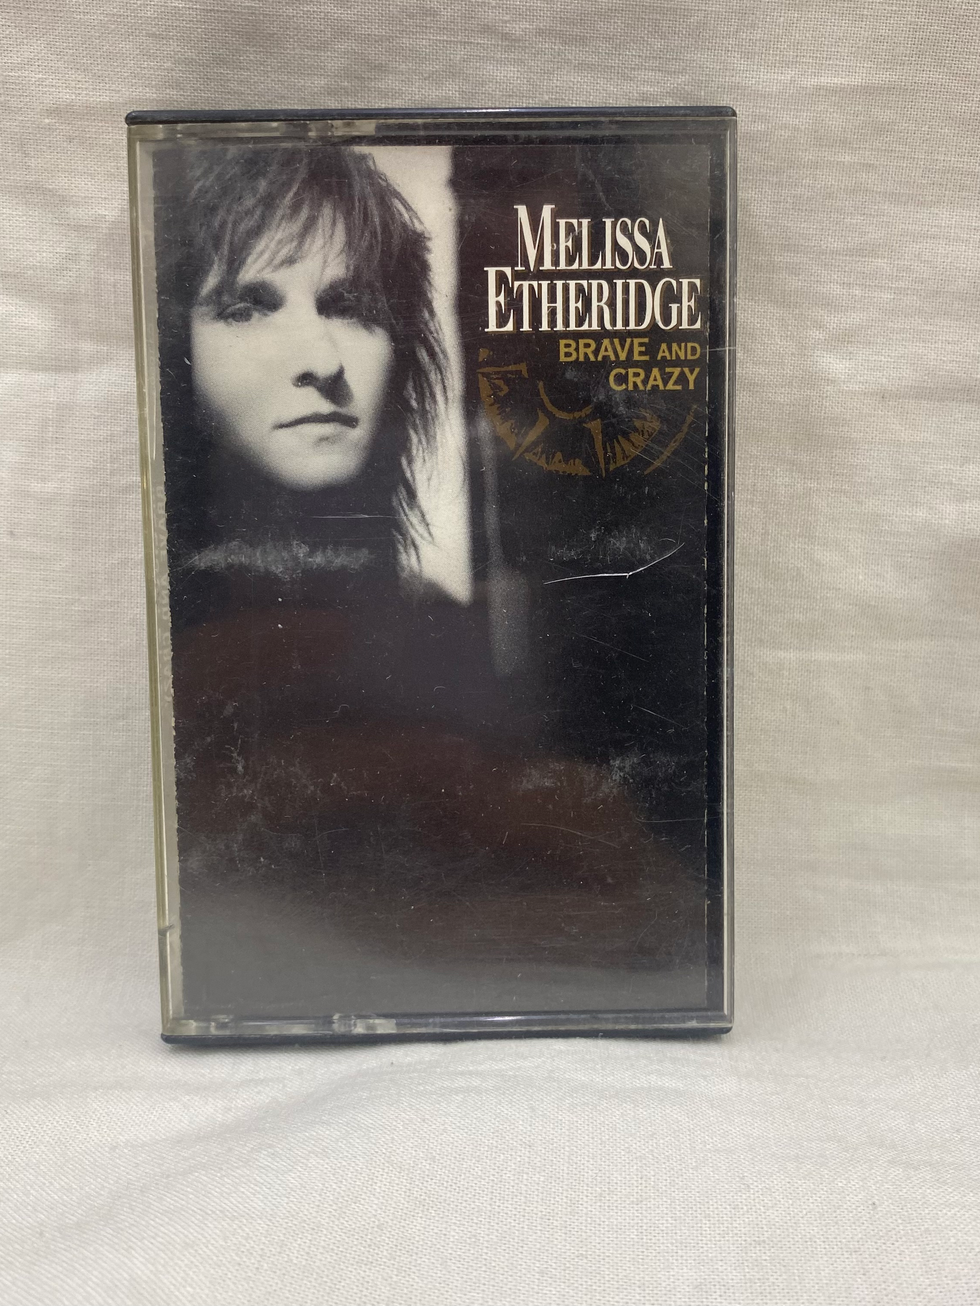 MELISSA
ETHERIDGE
BRAVE AND
CRAZY